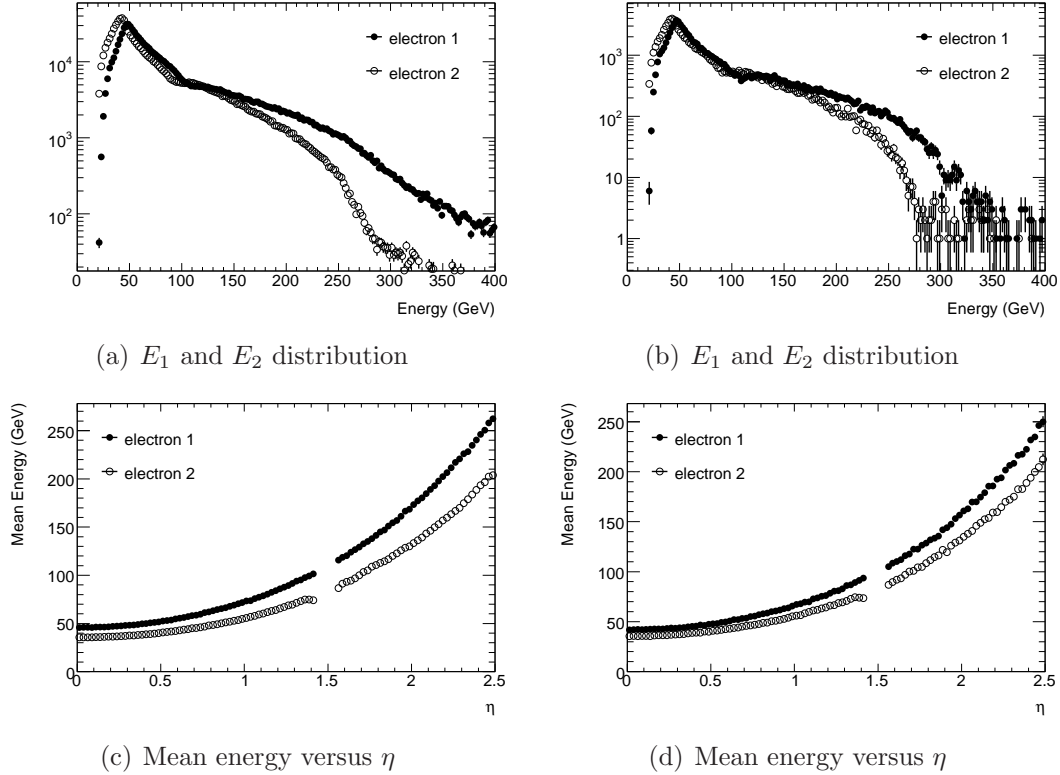 electron 1
electron 2
10^4
10^3
10^2
0 50 100 150 200 250 300 350 400
Energy (GeV)
(a) E_1 and E_2 distribution
electron 1
electron 2
10^3
10^2
10
1
0 50 100 150 200 250 300 350 400
Energy (GeV)
(b) E_1 and E_2 distribution
Mean Energy (GeV)
electron 1
electron 2
250
200
150
100
50
0
0 0.5 1 1.5 2 2.5
η
(c) Mean energy versus η
Mean Energy (GeV)
electron 1
electron 2
250
200
150
100
50
0
0 0.5 1 1.5 2 2.5
η
(d) Mean energy versus η